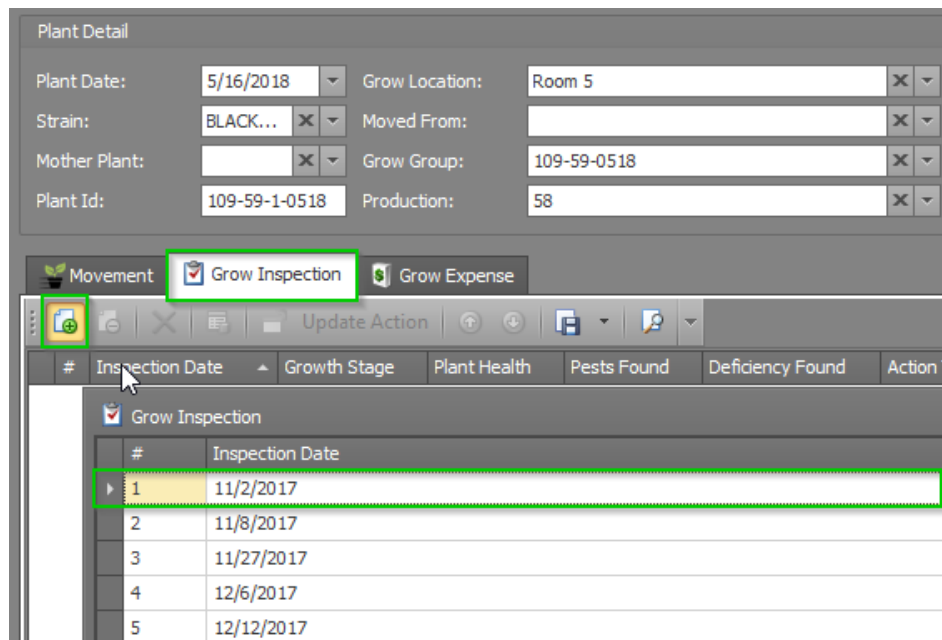 Plant Detail
Plant Date: 5/16/2018 Grow Location: Room 5
Strain: BLACK... Moved From:
Mother Plant: Grow Group: 109-59-0518
Plant Id: 109-59-1-0518 Production: 58
Movement Grow Inspection Grow Expense
Update Action
# Inspection Date Growth Stage Plant Health Pests Found Deficiency Found Action
Grow Inspection
# Inspection Date
1 11/2/2017
2 11/8/2017
3 11/27/2017
4 12/6/2017
5 12/12/2017